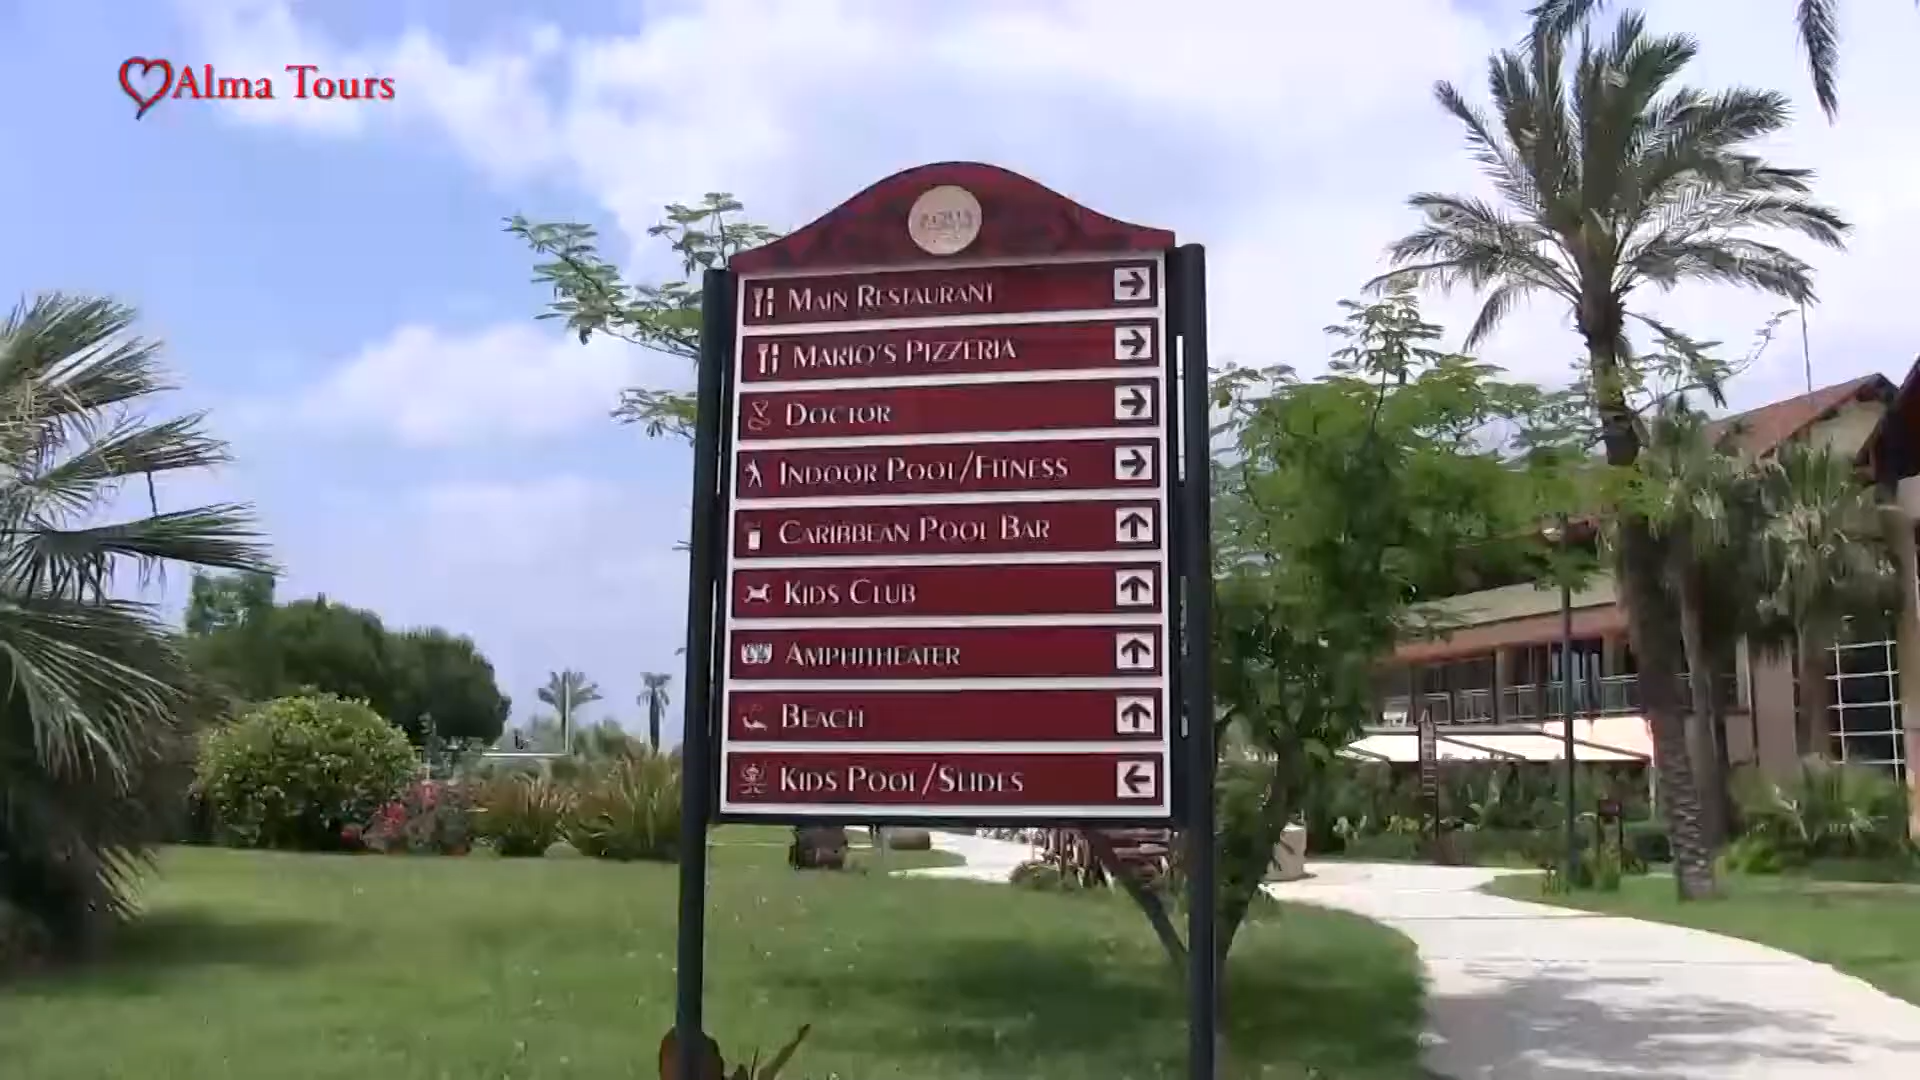 Alma Tours
MAIN RESTAURANT
MARIO'S PIZZERIA
DOCTOR
INDOOR POOL/FITNESS
CARIBBEAN POOL BAR
KIDS CLUB
AMPHITHEATER
BEACH
KIDS POOL/SLIDES